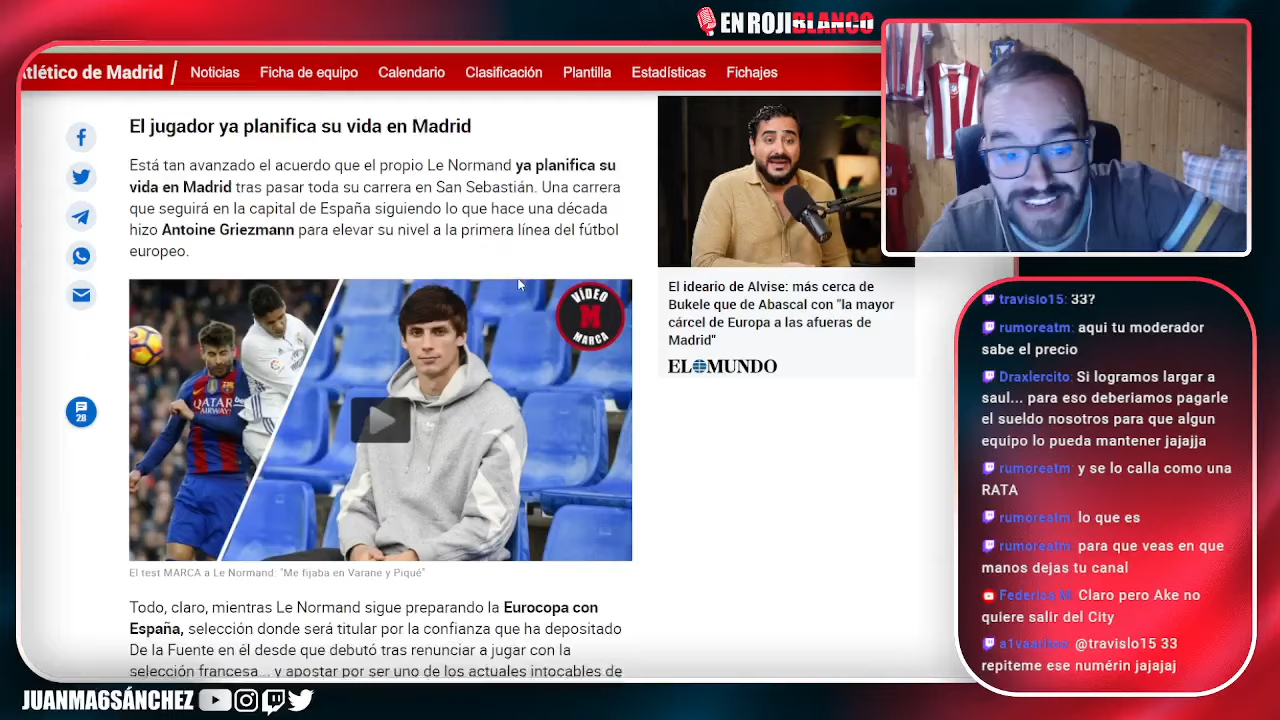 EN ROJIBLANCO
Atlético de Madrid
Noticias
Ficha de equipo
Calendario
Clasificación
Plantilla
Estadísticas
Fichajes
El jugador ya planifica su vida en Madrid
Está tan avanzado el acuerdo que el propio Le Normand ya planifica su
vida en Madrid tras pasar toda su carrera en San Sebastián. Una carrera
que seguirá en la capital de España siguiendo lo que hace una década
hizo Antoine Griezmann para elevar su nivel a la primera línea del fútbol
europeo.
28
QATAR
AIRWAYS
VÍDEO
M
MARCA
El test MARCA a Le Normand: "Me fijaba en Varane y Piqué"
Todo, claro, mientras Le Normand sigue preparando la Eurocopa con
España, selección donde será titular por la confianza que ha depositado
De la Fuente en él desde que debutó tras renunciar a jugar con la
selección francesa... y apostar por ser uno de los actuales intocables de
El ideario de Alvise: más cerca de
Bukele que de Abascal con "la mayor
cárcel de Europa a las afueras de
Madrid"
EL MUNDO
travislo15: 33?
rumoreatm: aqui tu moderador
sabe el precio
Draxlercito: Si logramos largar a
saul... para eso deberiamos pagarle
el sueldo nosotros para que algun
equipo lo pueda mantener jajajja
rumoreatm: y se lo calla como una
RATA
rumoreatm: lo que es
rumoreatm: para que veas en que
manos dejas tu canal
Federico M: Claro pero Ake no
quiere salir del City
@travislo15 33
repiteme ese numérin jajajaj
JUANMA6SÁNCHEZ